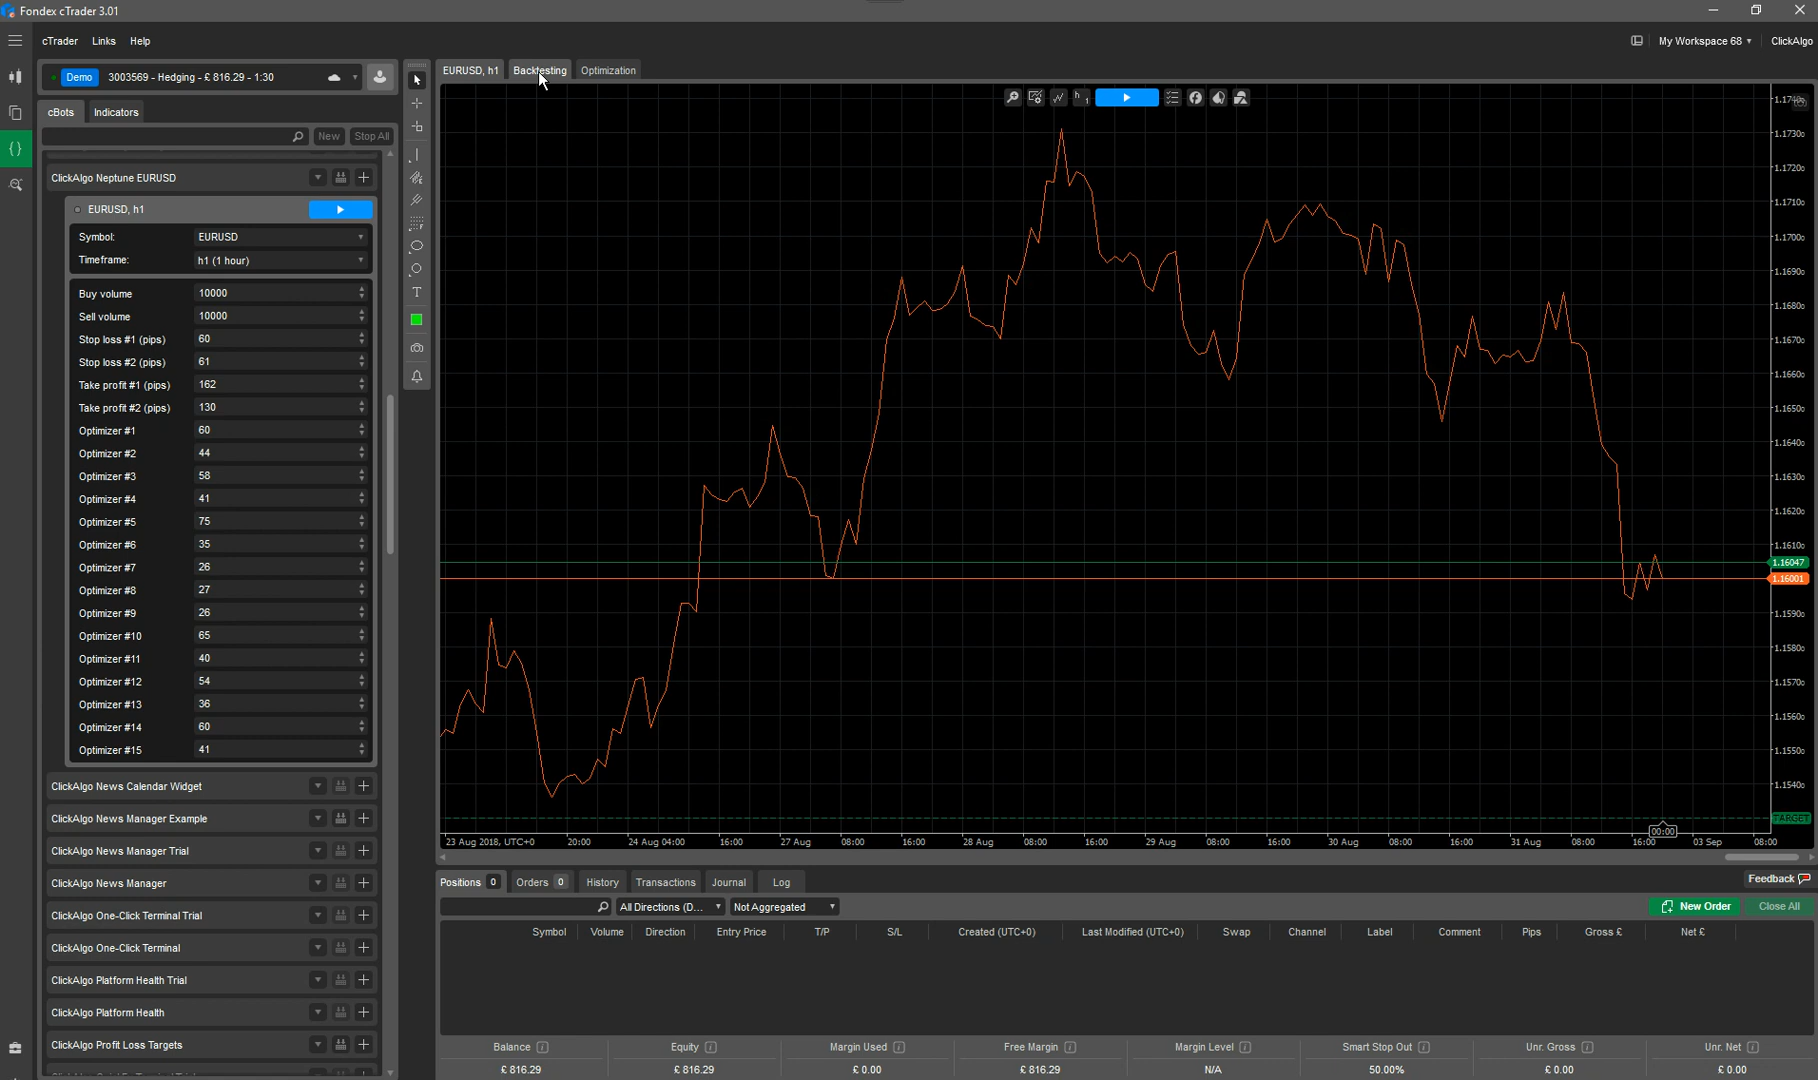 Fondex cTrader 3.01
cTrader Links Help
My Workspace 68 ClickAlgo
Demo 3003569 - Hedging - £ 816.29 - 1:30
cBots Indicators
New Stop All
ClickAlgo Neptune EURUSD
EURUSD, h1
Symbol: EURUSD
Timeframe: h1 (1 hour)
Buy volume 10000
Sell volume 10000
Stop loss #1 (pips) 60
Stop loss #2 (pips) 61
Take profit #1 (pips) 162
Take profit #2 (pips) 130
Optimizer #1 60
Optimizer #2 44
Optimizer #3 58
Optimizer #4 41
Optimizer #5 75
Optimizer #6 35
Optimizer #7 26
Optimizer #8 27
Optimizer #9 26
Optimizer #10 65
Optimizer #11 40
Optimizer #12 54
Optimizer #13 36
Optimizer #14 60
Optimizer #15 41
ClickAlgo News Calendar Widget
ClickAlgo News Manager Example
ClickAlgo News Manager Trial
ClickAlgo News Manager
ClickAlgo One-Click Terminal Trial
ClickAlgo One-Click Terminal
ClickAlgo Platform Health Trial
ClickAlgo Platform Health
ClickAlgo Profit Loss Targets
EURUSD, h1 Backtesting Optimization
T
h 1
1.17300
1.17200
1.17100
1.17000
1.16900
1.16800
1.16700
1.16600
1.16500
1.16400
1.16300
1.16200
1.16100
1.16047
1.16001
1.15900
1.15800
1.15700
1.15600
1.15500
1.15400
TARGET
00:00
23 Aug 2018, UTC+0 20:00 24 Aug 04:00 16:00 27 Aug 08:00 16:00 28 Aug 08:00 16:00 29 Aug 08:00 16:00 30 Aug 08:00 16:00 31 Aug 08:00 16:00 03 Sep 08:00
Positions 0 Orders 0 History Transactions Journal Log
Feedback
All Directions (D... Not Aggregated
New Order Close All
Symbol Volume Direction Entry Price T/P S/L Created (UTC+0) Last Modified (UTC+0) Swap Channel Label Comment Pips Gross £ Net £
Balance Equity Margin Used Free Margin Margin Level Smart Stop Out Unr. Gross Unr. Net
£ 816.29 £ 816.29 £ 0.00 £ 816.29 N/A 50.00% £ 0.00 £ 0.00